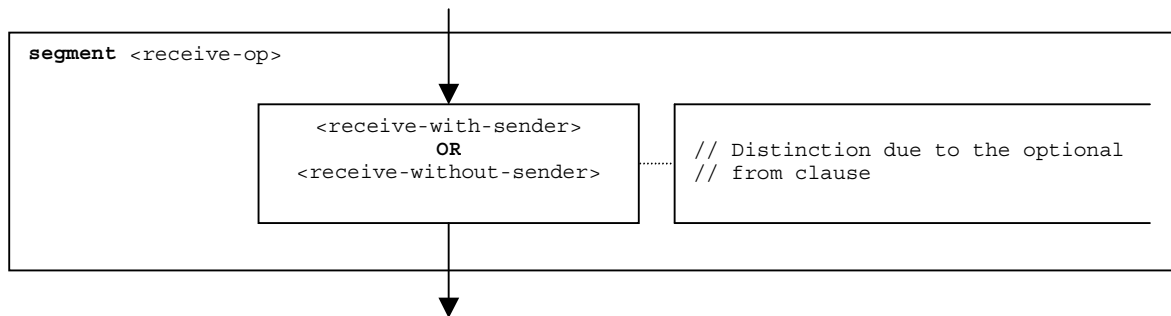 segment <receive-op>
<receive-with-sender>
OR
<receive-without-sender>
// Distinction due to the optional
// from clause